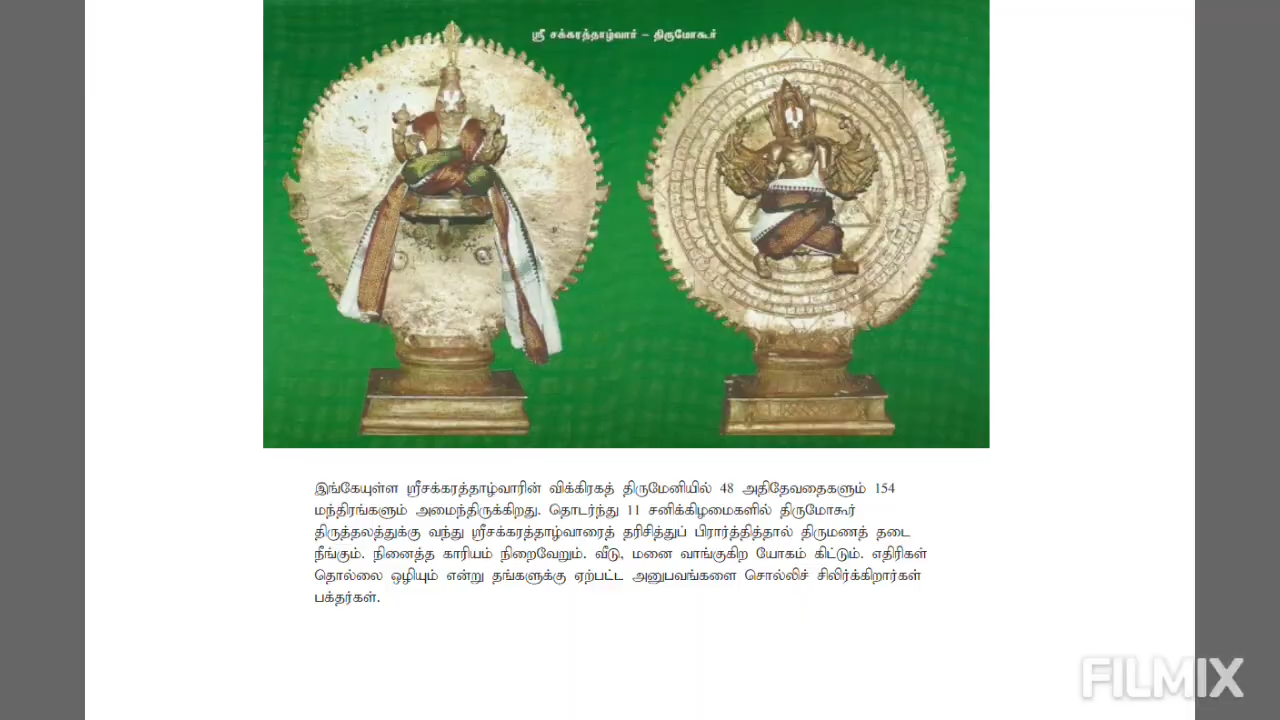 ஸ்ரீ சக்கரத்தாழ்வார் – திருமோகூர்
இங்கேயுள்ள ஸ்ரீசக்கரத்தாழ்வாரின் விக்கிரகத் திருமேனியில் 48 அதிதேவதைகளும் 154
மந்திரங்களும் அமைந்திருக்கிறது. தொடர்ந்து 11 சனிக்கிழமைகளில் திருமோகூர்
திருத்தலத்துக்கு வந்து ஸ்ரீசக்கரத்தாழ்வாரைத் தரிசித்துப் பிரார்த்தித்தால் திருமணத் தடை
நீங்கும். நினைத்த காரியம் நிறைவேறும். வீடு, மனை வாங்குகிற யோகம் கிட்டும். எதிரிகள்
தொல்லை ஒழியும் என்று தங்களுக்கு ஏற்பட்ட அனுபவங்களை சொல்லிச் சிலிர்க்கிறார்கள்
பக்தர்கள்.
FILMIX